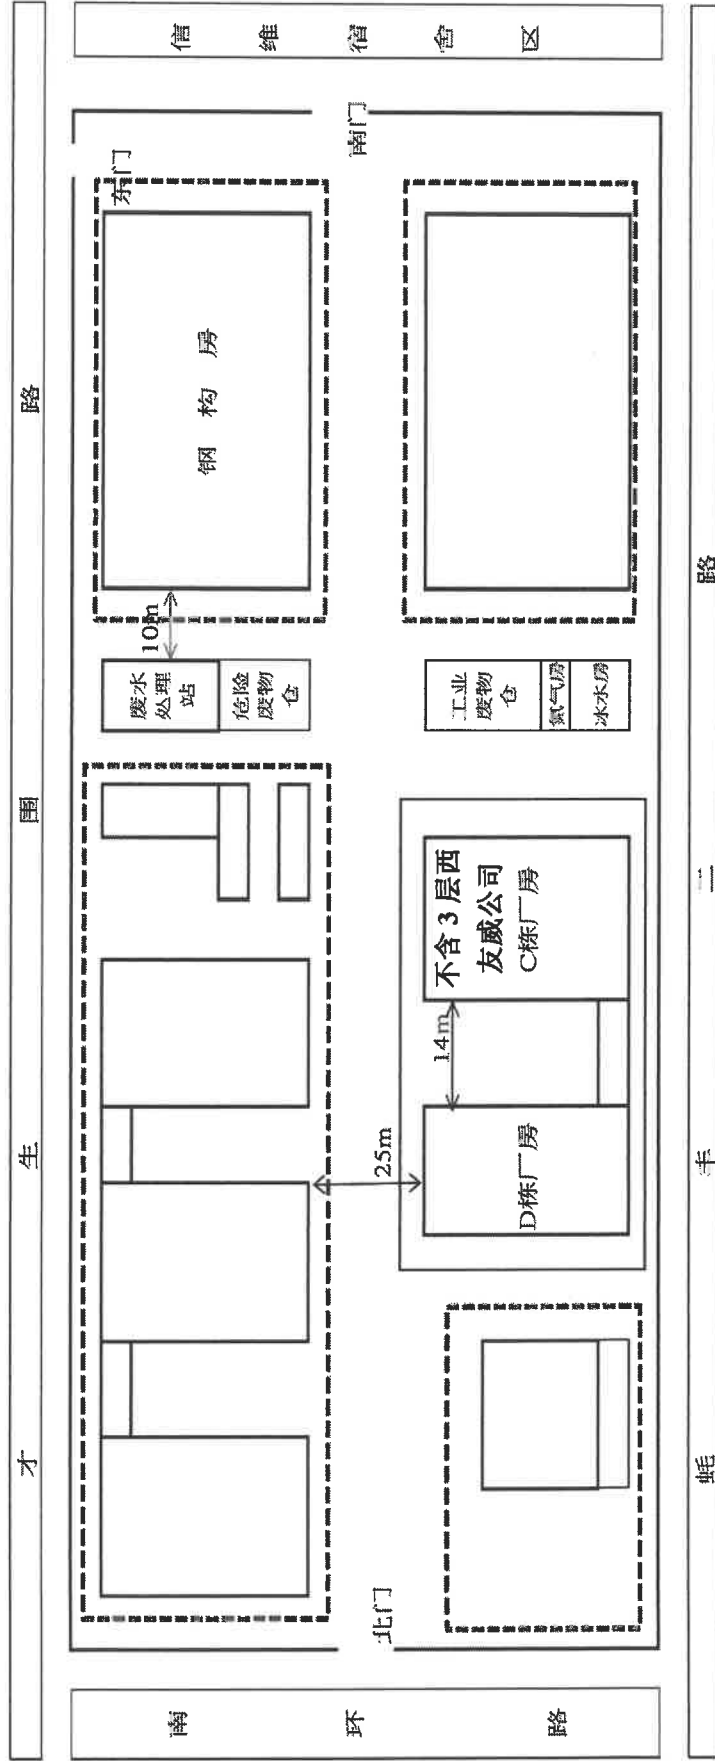 才 生 围 路
南 环 路
信 维 宿 舍 区
东门
钢 构 房
10m
废水
处理
站
危险
废物
仓
北门
南门
25m
14m
D栋厂房
不含 3 层西
友威公司
C栋厂房
工业
废物
仓
氮气房
冰水房
蚝 丰 二 路